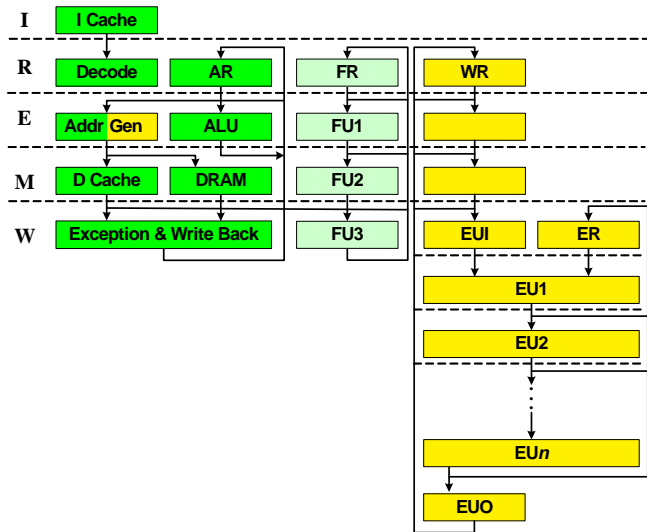 I
I Cache
R
Decode
AR
FR
WR
E
Addr Gen
ALU
FU1
M
D Cache
DRAM
FU2
W
Exception & Write Back
FU3
EUI
ER
EU1
EU2
EUn
EUO